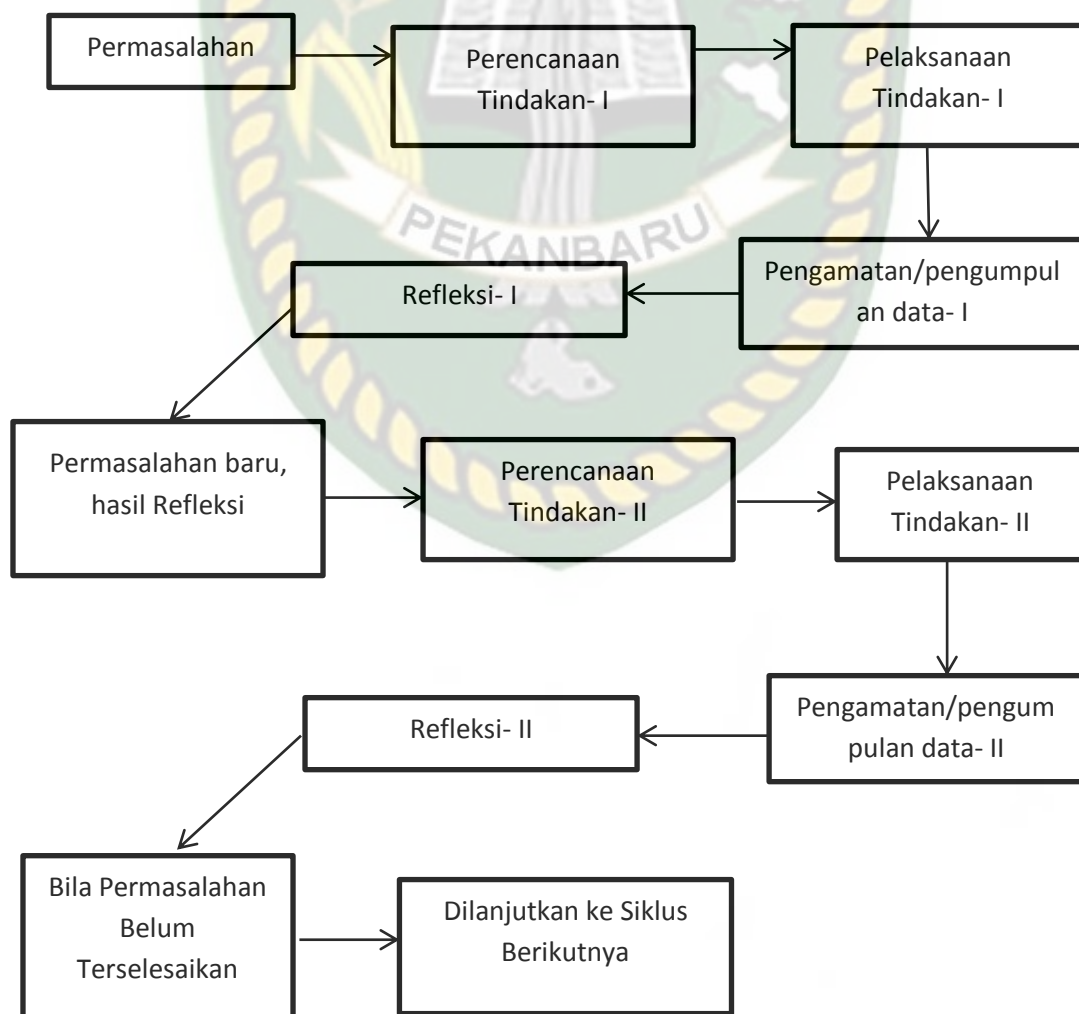 Permasalahan
Perencanaan
Tindakan- I
Pelaksanaan
Tindakan- I
PEKANBARU
Pengamatan/pengumpul
an data- I
Refleksi- I
Permasalahan baru,
hasil Refleksi
Perencanaan
Tindakan- II
Pelaksanaan
Tindakan- II
Pengamatan/pengum
pulan data- II
Refleksi- II
Bila Permasalahan
Belum
Terselesaikan
Dilanjutkan ke Siklus
Berikutnya